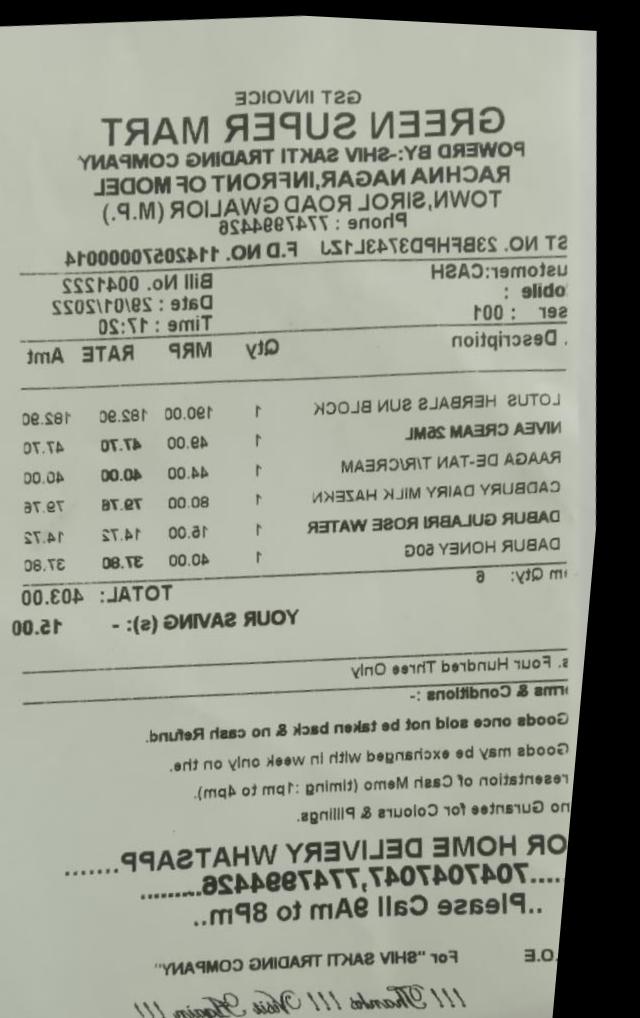 GST INVOICE
GREEN SUPER MART
POWERD BY:-SHIV SAKTI TRADING COMPANY
RACHNA NAGAR,INFRONT OF MODEL
TOWN,SIROL ROAD GWALIOR (M.P.)
Phone : 7747994426
ST NO. 23BFHPD3743L1ZJ F.D NO. 11420570000014
ustomer:CASH Bill No. 0041222
obile : Date : 29/01/2022
ser : 001 Time : 17:20
. Description Qty MRP RATE Amt
LOTUS HERBALS SUN BLOCK 1 190.00 182.90 182.90
NIVEA CREAM 25ML 1 49.00 47.70 47.70
RAAGA DE-TAN T/R/CREAM 1 44.00 40.00 40.00
CADBURY DAIRY MILK HAZEKN 1 80.00 79.76 79.76
DABUR GULABRI ROSE WATER 1 15.00 14.72 14.72
DABUR HONEY 50G 1 40.00 37.80 37.80
m Qty: 6 TOTAL: 403.00
YOUR SAVING (s): - 15.00
s. Four Hundred Three Only
rms & Conditions :-
Goods once sold not be taken back & no cash Refund.
Goods may be exchanged with in week only on the.
resentation of Cash Memo (timing :1pm to 4pm).
no Gurantee for Colours & Pillings.
OR HOME DELIVERY WHATSAPP.......
....7047047047,7747994426.........
..Please Call 9Am to 8Pm..
.O.E For "SHIV SAKTI TRADING COMPANY"
!!! Thanks !!! Visit Again !!!